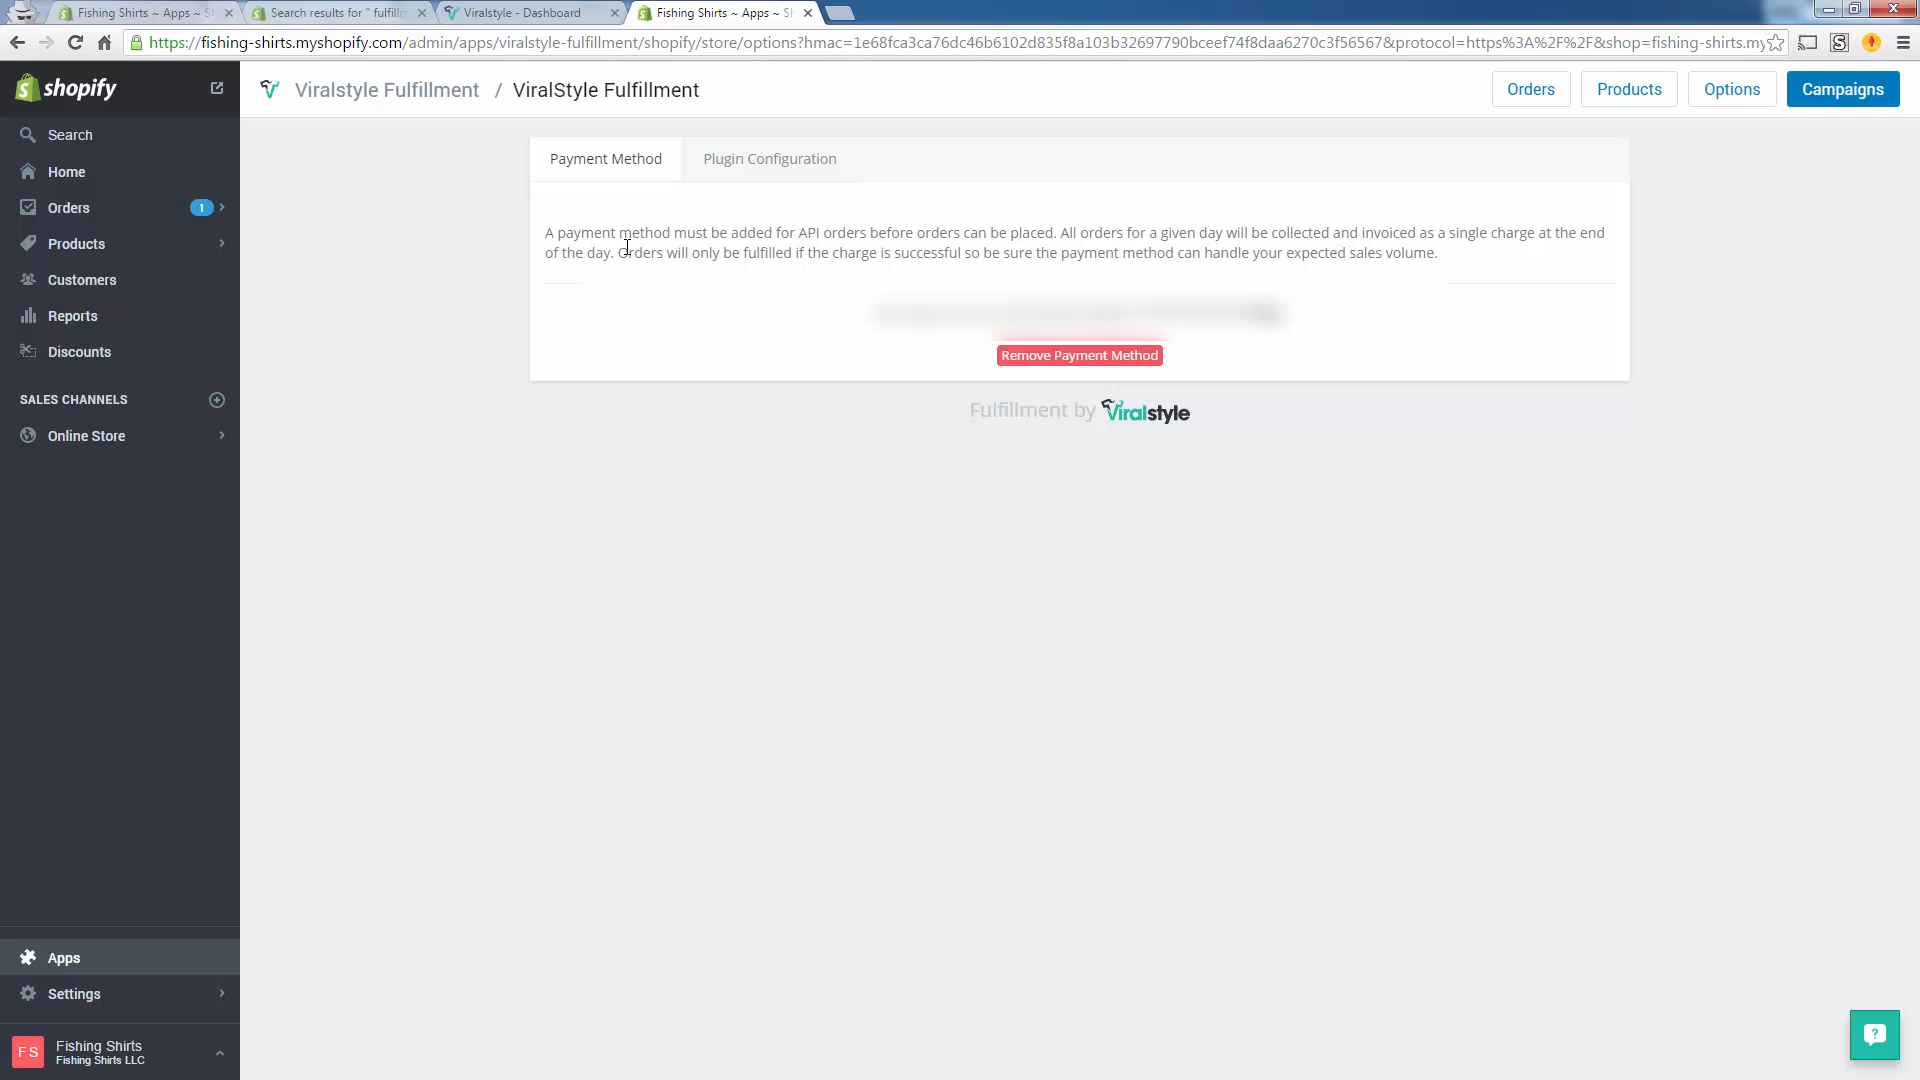 Fishing Shirts ~ Apps ~ S
Search results for " fulfillm
Viralstyle - Dashboard
Fishing Shirts ~ Apps ~ S
https://fishing-shirts.myshopify.com/admin/apps/viralstyle-fulfillment/shopify/store/options?hmac=1e68fca3ca76dc46b6102d835f8a103b32697790bceef74f8daa6270c3f56567&protocol=https%3A%2F%2F&shop=fishing-shirts.my
shopify
Viralstyle Fulfillment / ViralStyle Fulfillment
Orders
Products
Options
Campaigns
Search
Home
Orders 1
Products
Customers
Reports
Discounts
SALES CHANNELS
Online Store
Payment Method
Plugin Configuration
A payment method must be added for API orders before orders can be placed. All orders for a given day will be collected and invoiced as a single charge at the end
of the day. Orders will only be fulfilled if the charge is successful so be sure the payment method can handle your expected sales volume.
Remove Payment Method
Fulfillment by Viralstyle
Apps
Settings
FS
Fishing Shirts
Fishing Shirts LLC